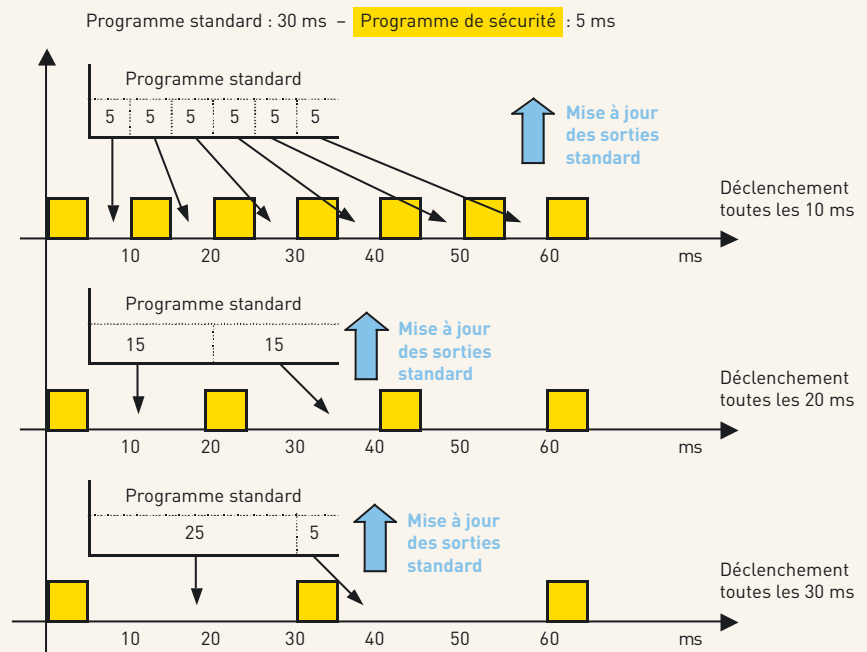 Programme standard : 30 ms – Programme de sécurité : 5 ms
Programme standard
5 5 5 5 5 5
Mise à jour
des sorties
standard
Déclenchement
toutes les 10 ms
10 20 30 40 50 60 ms
Programme standard
15 15
Mise à jour
des sorties
standard
Déclenchement
toutes les 20 ms
10 20 30 40 50 60 ms
Programme standard
25 5
Mise à jour
des sorties
standard
Déclenchement
toutes les 30 ms
10 20 30 40 50 60 ms